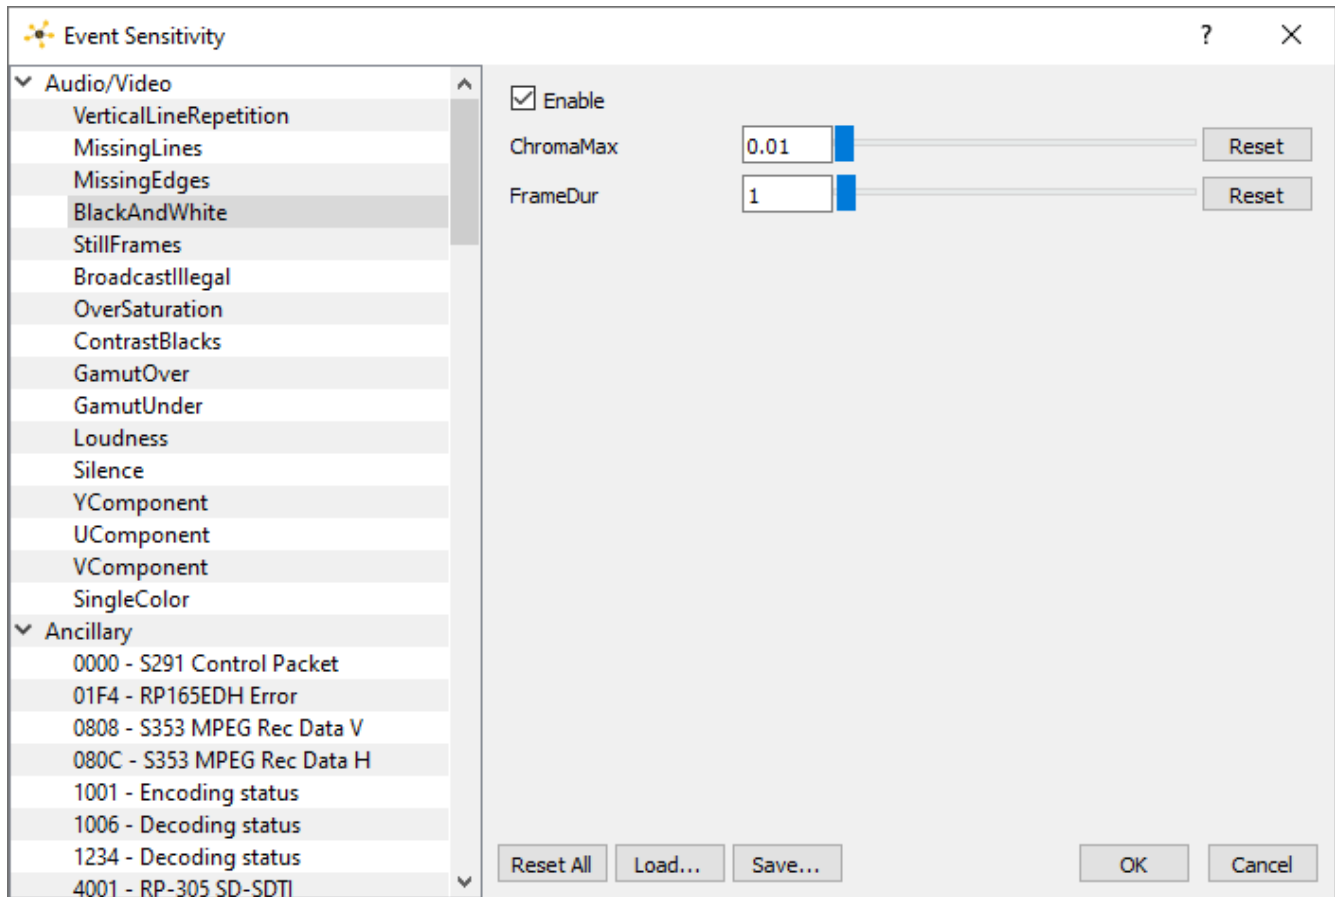 Event Sensitivity
?
Audio/Video
VerticalLineRepetition
MissingLines
MissingEdges
BlackAndWhite
StillFrames
BroadcastIllegal
OverSaturation
ContrastBlacks
GamutOver
GamutUnder
Loudness
Silence
YComponent
UComponent
VComponent
SingleColor
Ancillary
0000 - S291 Control Packet
01F4 - RP165EDH Error
0808 - S353 MPEG Rec Data V
080C - S353 MPEG Rec Data H
1001 - Encoding status
1006 - Decoding status
1234 - Decoding status
4001 - RP-305 SD-SDTI
Enable
ChromaMax 0.01 Reset
FrameDur 1 Reset
Reset All Load... Save... OK Cancel